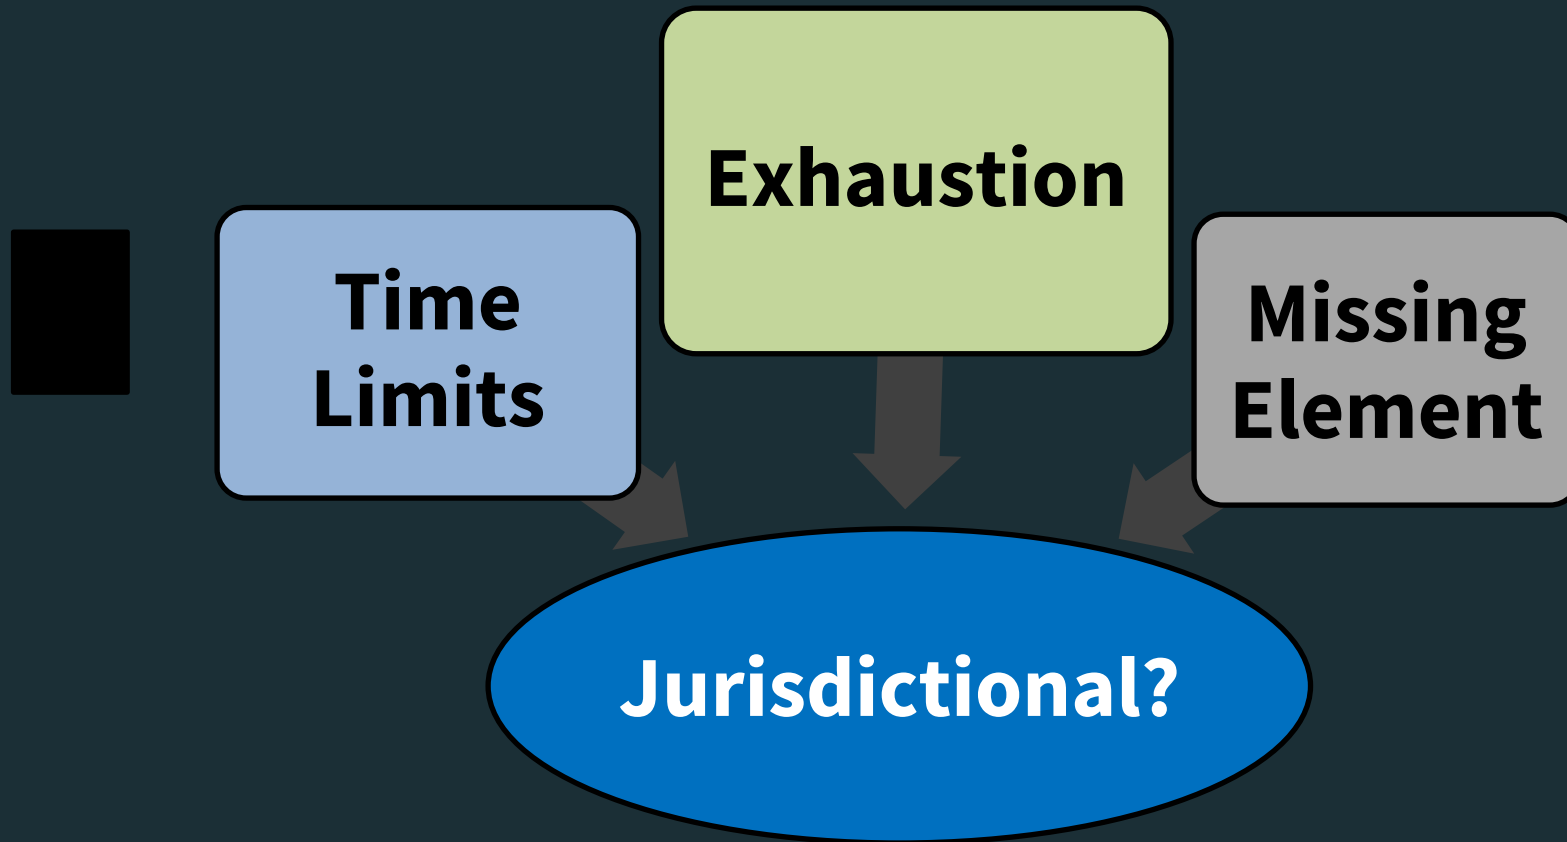 Exhaustion
Time
Limits
Missing
Element
Jurisdictional?